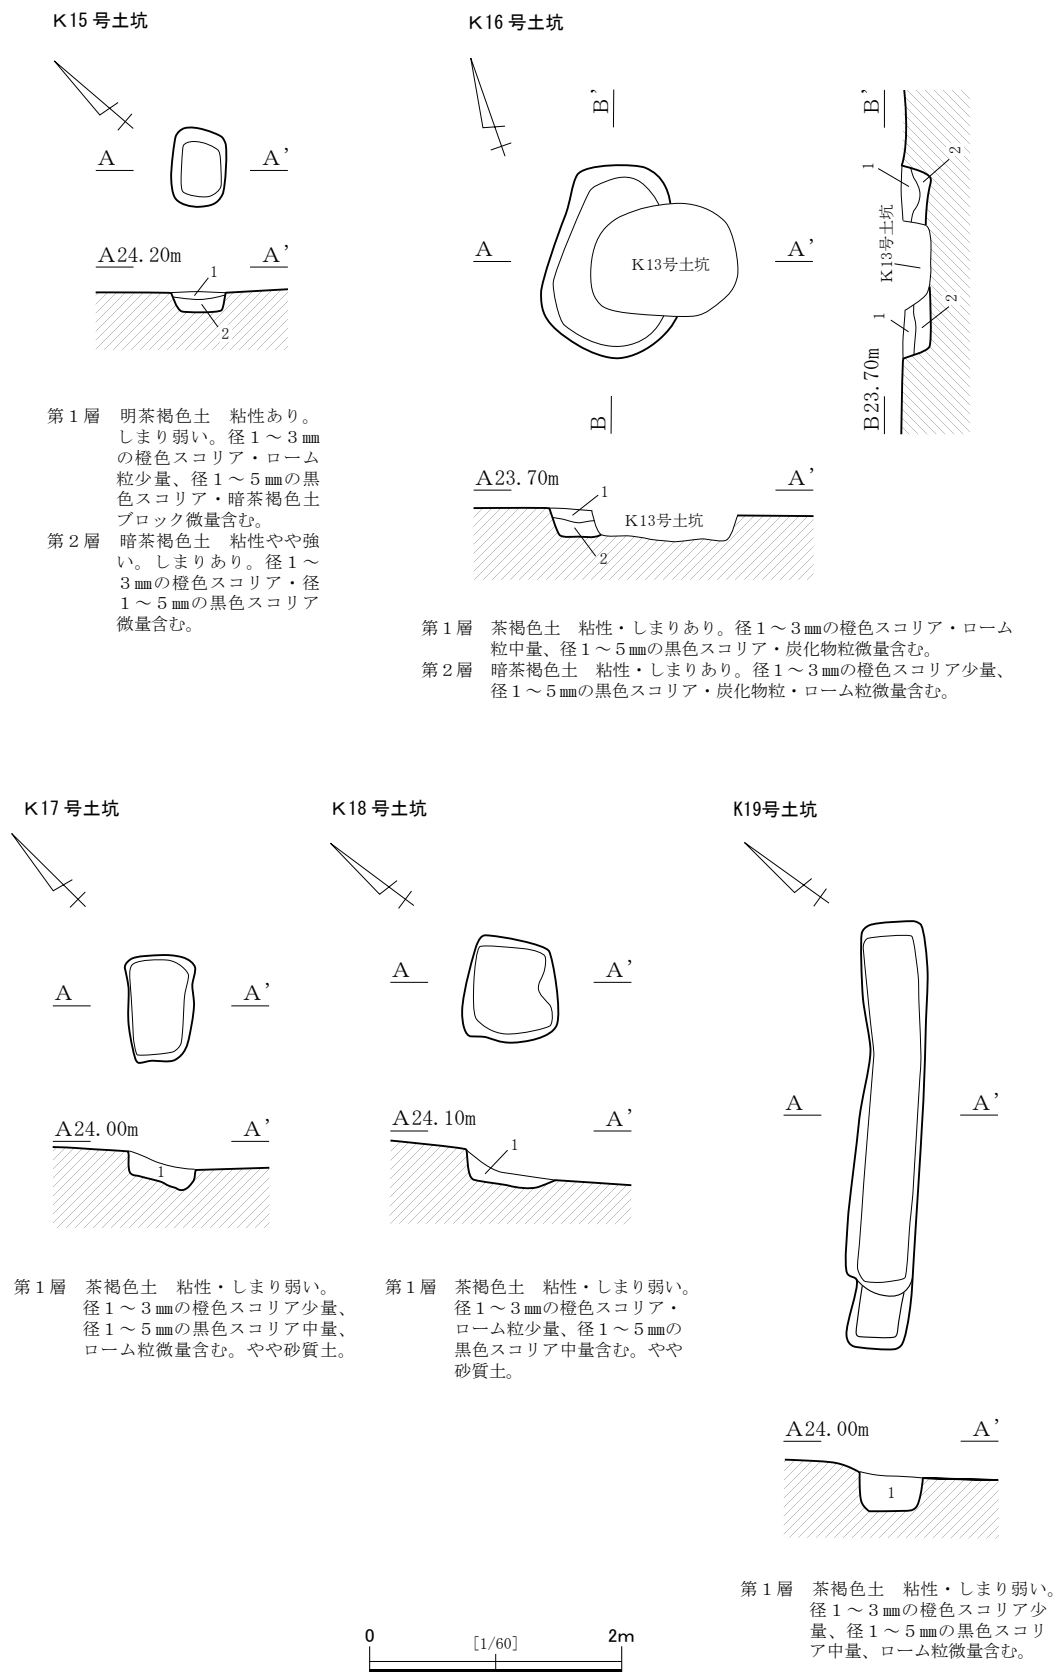 K15号土坑
A
A'
A24.20m
A'
1
2
第1層　明茶褐色土　粘性あり。
しまり弱い。径1～3㎜
の橙色スコリア・ローム
粒少量、径1～5㎜の黒
色スコリア・暗茶褐色土
ブロック微量含む。
第2層　暗茶褐色土　粘性やや強
い。しまりあり。径1～
3㎜の橙色スコリア・径
1～5㎜の黒色スコリア
微量含む。
K16号土坑
B'
A
K13号土坑
A'
B
B'
1
2
K13号土坑
1
2
B23.70m
A23.70m
A'
1
K13号土坑
2
第1層　茶褐色土　粘性・しまりあり。径1～3㎜の橙色スコリア・ローム
粒中量、径1～5㎜の黒色スコリア・炭化物粒微量含む。
第2層　暗茶褐色土　粘性・しまりあり。径1～3㎜の橙色スコリア少量、
径1～5㎜の黒色スコリア・炭化物粒・ローム粒微量含む。
K17号土坑
A
A'
A24.00m
A'
1
第1層　茶褐色土　粘性・しまり弱い。
径1～3㎜の橙色スコリア少量、
径1～5㎜の黒色スコリア中量、
ローム粒微量含む。やや砂質土。
K18号土坑
A
A'
A24.10m
A'
1
第1層　茶褐色土　粘性・しまり弱い。
径1～3㎜の橙色スコリア・
ローム粒少量、径1～5㎜の
黒色スコリア中量含む。やや
砂質土。
K19号土坑
A
A'
A24.00m
A'
1
第1層　茶褐色土　粘性・しまり弱い。
径1～3㎜の橙色スコリア少
量、径1～5㎜の黒色スコリ
ア中量、ローム粒微量含む。
0
[1/60]
2m